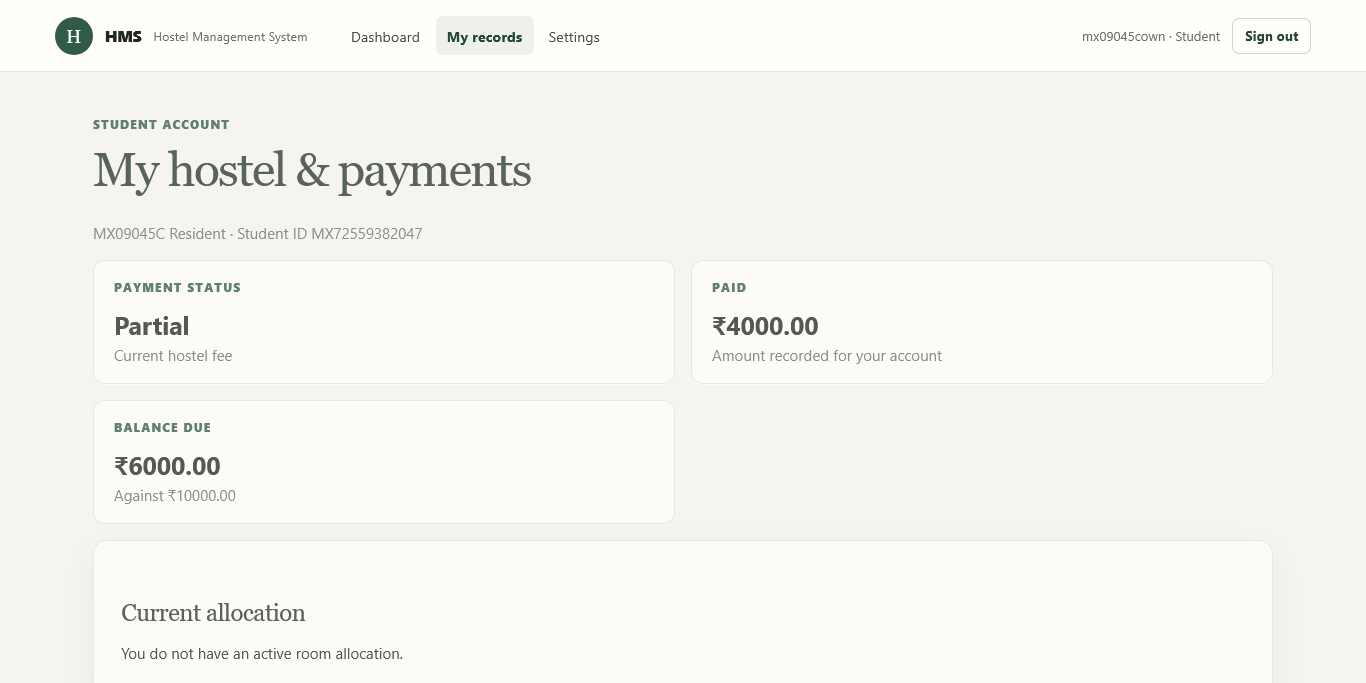 H HMS Hostel Management System Dashboard My records Settings mx09045cown · Student Sign out
STUDENT ACCOUNT
My hostel & payments
MX09045C Resident · Student ID MX72559382047
PAYMENT STATUS
Partial
Current hostel fee
PAID
₹4000.00
Amount recorded for your account
BALANCE DUE
₹6000.00
Against ₹10000.00
Current allocation
You do not have an active room allocation.